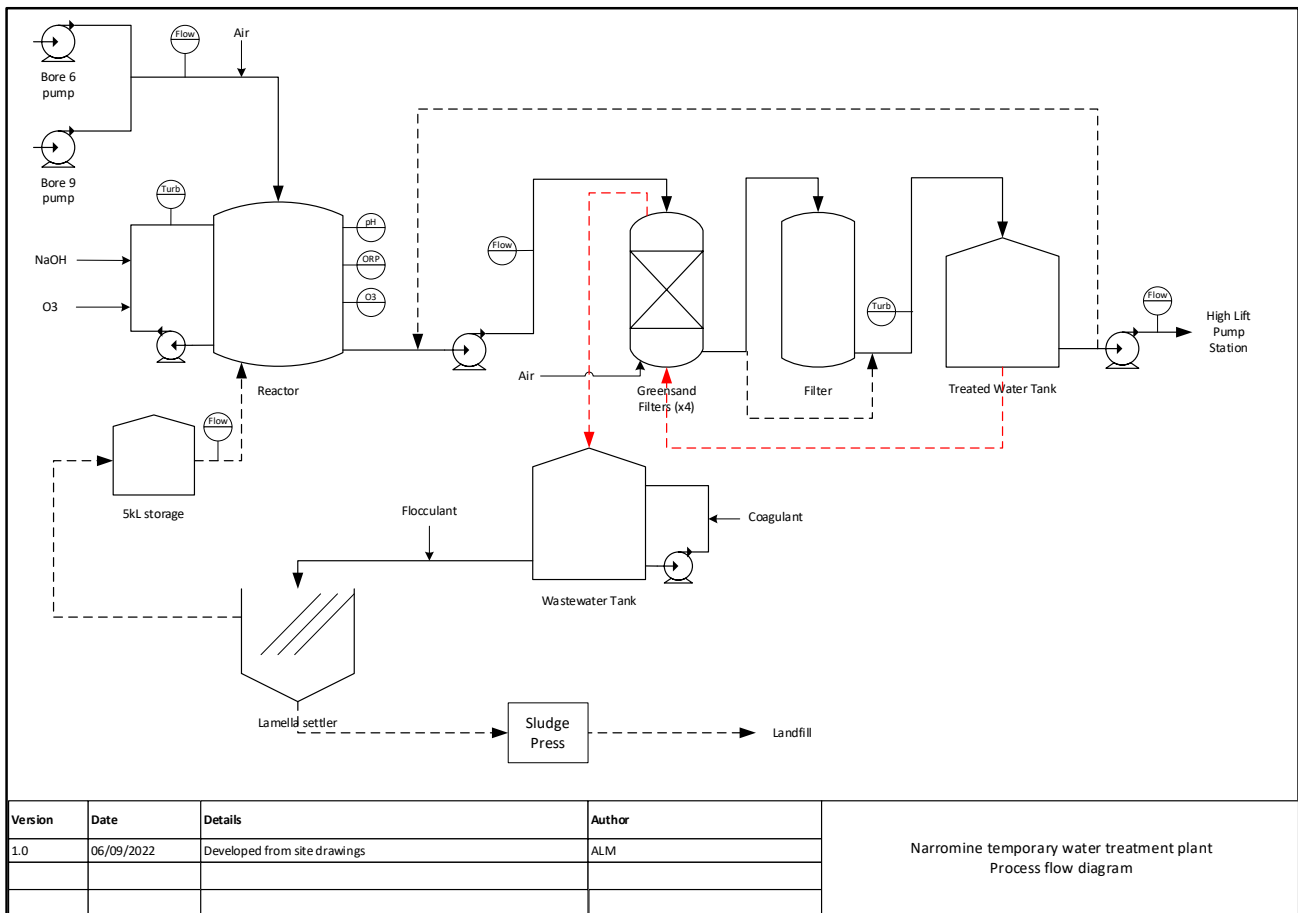 Flow
Air
Bore 6
pump
Bore 9
pump
Turb
pH
NaOH
ORP
O3
O3
Flow
Turb
Flow
High Lift
Pump
Station
Air
Reactor
Greensand
Filters (x4)
Filter
Treated Water Tank
Flow
5kL storage
Flocculant
Coagulant
Wastewater Tank
Lamella settler
Sludge
Press
Landfill
Version Date Details Author
1.0 06/09/2022 Developed from site drawings ALM
Narromine temporary water treatment plant
Process flow diagram